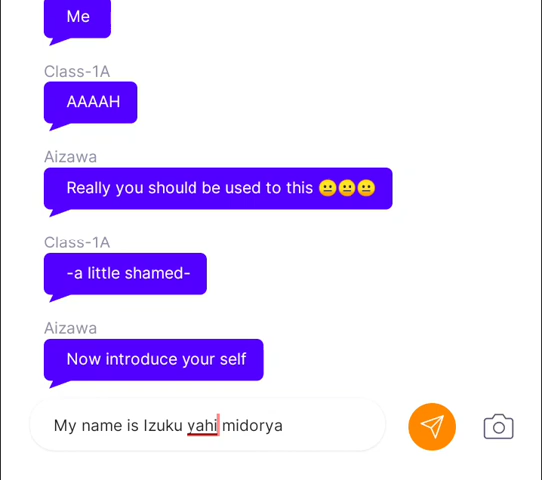 Me
Class-1A
AAAAH
Aizawa
Really you should be used to this 😐😐😐
Class-1A
-a little shamed-
Aizawa
Now introduce your self
My name is Izuku yahi midorya